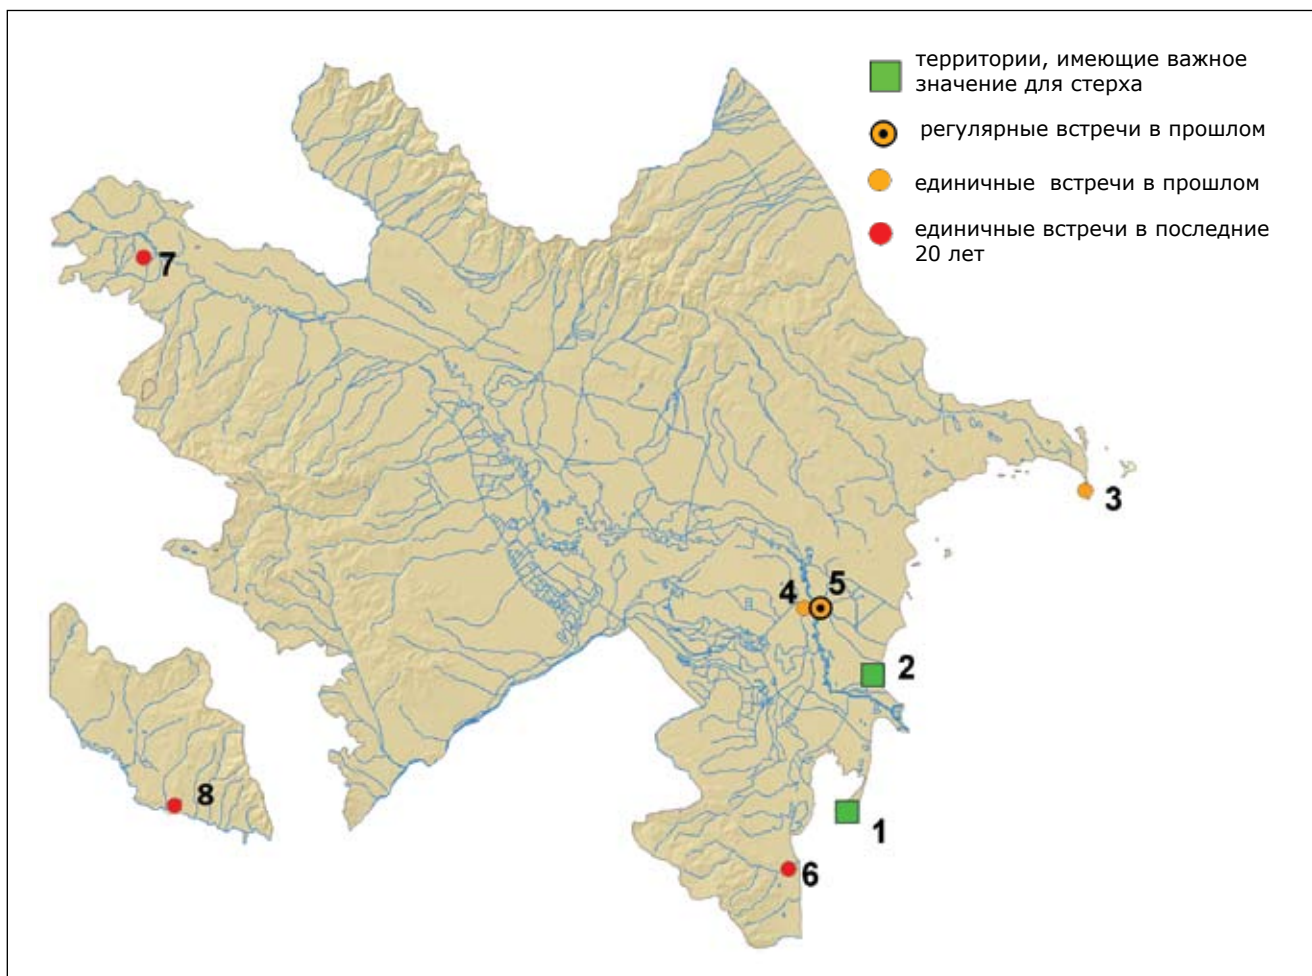 территории, имеющие важное
значение для стерха
регулярные встречи в прошлом
единичные встречи в прошлом
единичные встречи в последние
20 лет
7
3
4
5
2
8
1
6